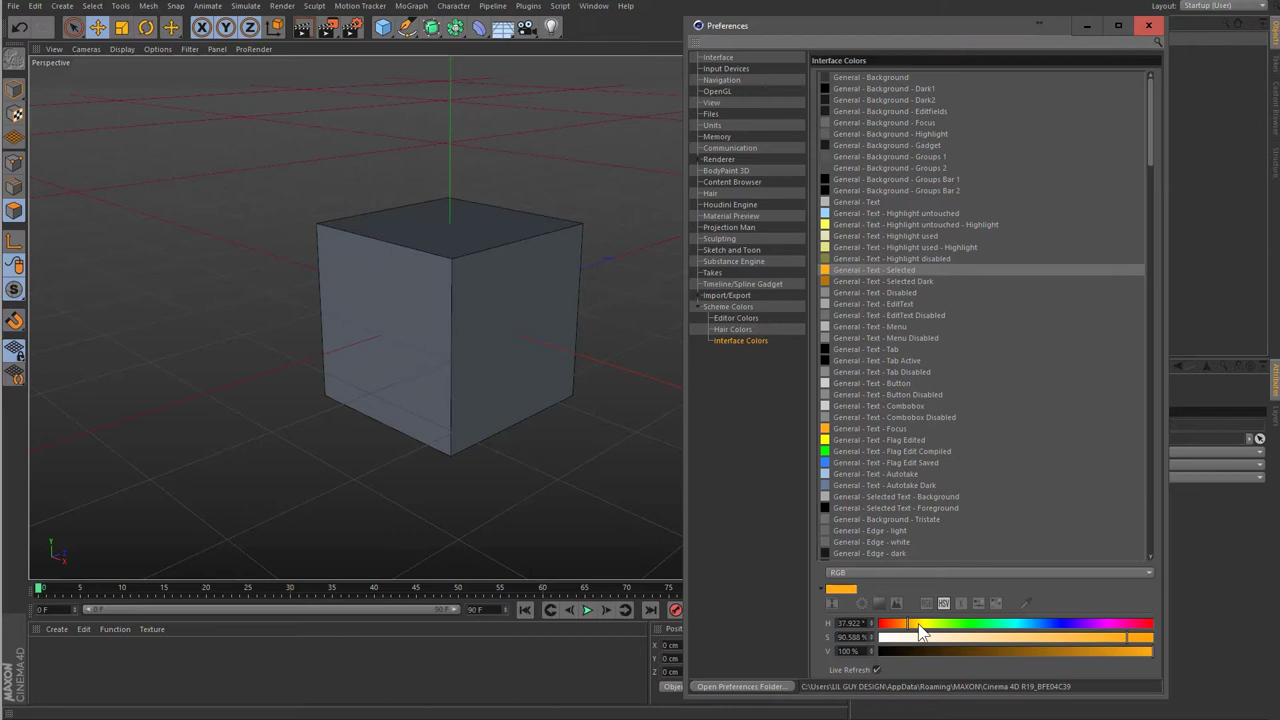 File Edit Create Select Tools Mesh Snap Animate Simulate Render Sculpt Motion Tracker MoGraph Character Pipeline Plugins Script Window Help
Layout: Startup (User)
Preferences
View Cameras Display Options Filter Panel ProRender
Perspective
Interface
Input Devices
Navigation
OpenGL
View
Files
Units
Memory
Communication
Renderer
BodyPaint 3D
Content Browser
Hair
Houdini Engine
Material Preview
Projection Man
Sculpting
Sketch and Toon
Substance Engine
Takes
Timeline/Spline Gadget
Import/Export
Scheme Colors
Editor Colors
Hair Colors
Interface Colors
Interface Colors
General - Background
General - Background - Dark1
General - Background - Dark2
General - Background - Editfields
General - Background - Focus
General - Background - Highlight
General - Background - Gadget
General - Background - Groups 1
General - Background - Groups 2
General - Background - Groups Bar 1
General - Background - Groups Bar 2
General - Text
General - Text - Highlight untouched
General - Text - Highlight untouched - Highlight
General - Text - Highlight used
General - Text - Highlight used - Highlight
General - Text - Highlight disabled
General - Text - Selected
General - Text - Selected Dark
General - Text - Disabled
General - Text - EditText
General - Text - EditText Disabled
General - Text - Menu
General - Text - Menu Disabled
General - Text - Tab
General - Text - Tab Active
General - Text - Tab Disabled
General - Text - Button
General - Text - Button Disabled
General - Text - Combobox
General - Text - Combobox Disabled
General - Text - Focus
General - Text - Flag Edited
General - Text - Flag Edit Compiled
General - Text - Flag Edit Saved
General - Text - Autotake
General - Text - Autotake Dark
General - Selected Text - Background
General - Selected Text - Foreground
General - Background - Tristate
General - Edge - light
General - Edge - white
General - Edge - dark
RGB
HSV
H 37.922 °
S 90.588 %
V 100 %
Live Refresh
Open Preferences Folder... C:\Users\LIL GUY DESIGN\AppData\Roaming\MAXON\Cinema 4D R19_BFE04C39
Y
Z
X
0 5 10 15 20 25 30 35 40 45 50 55 60 65 70 75
0 F 0 F 90 F 90 F
Create Edit Function Texture
Posit
X 0 cm
Y 0 cm
Z 0 cm
Objec
MAXON
CINEMA 4D
Attributes